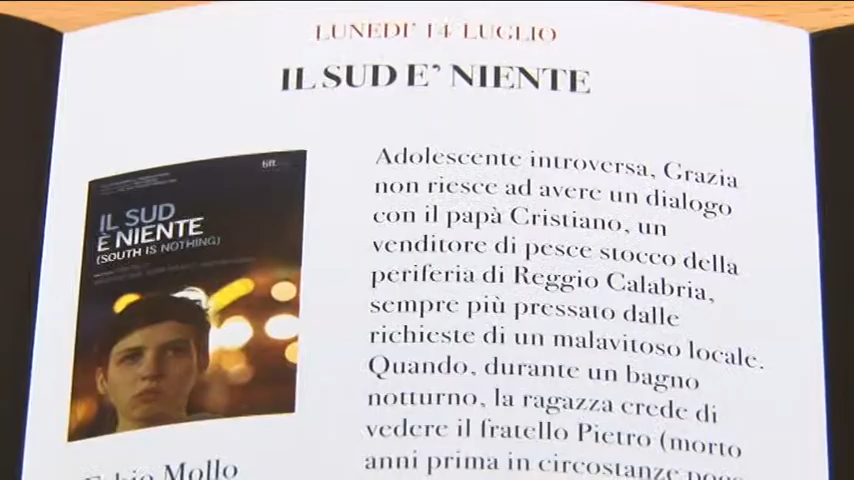 LUNEDI' 14 LUGLIO
IL SUD E' NIENTE
tiff.
IL SUD
È NIENTE
(SOUTH IS NOTHING)
Adolescente introversa, Grazia
non riesce ad avere un dialogo
con il papà Cristiano, un
venditore di pesce stocco della
periferia di Reggio Calabria,
sempre più pressato dalle
richieste di un malavitoso locale.
Quando, durante un bagno
notturno, la ragazza crede di
vedere il fratello Pietro (morto
anni prima in circostanze poco
Fabio Mollo